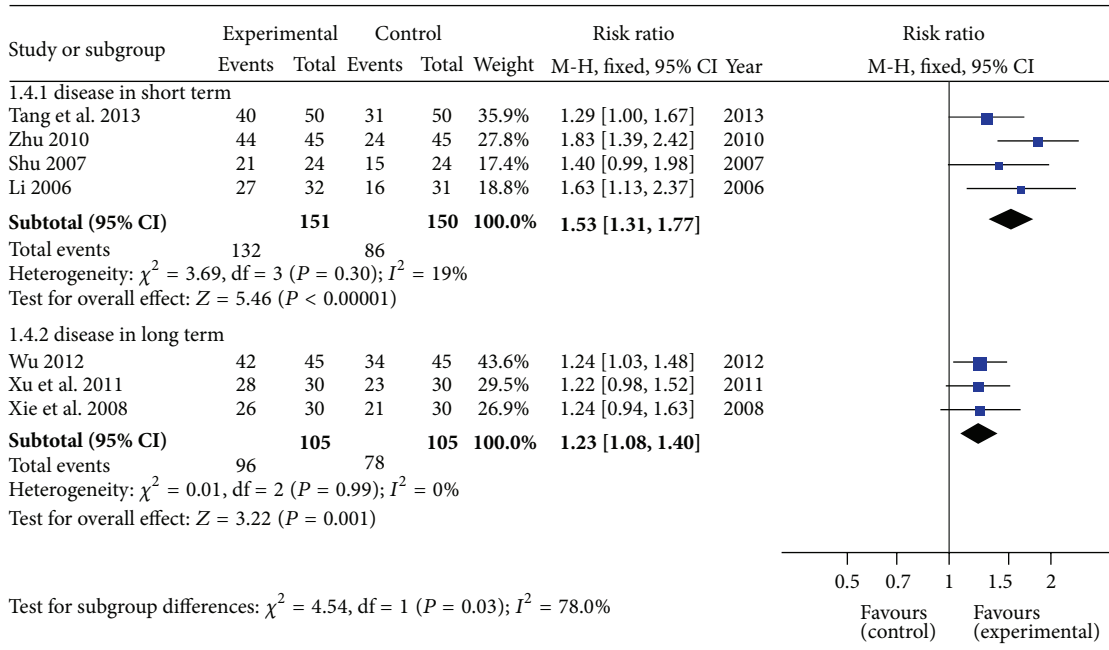 Study or subgroup Experimental Control Risk ratio Risk ratio
Events Total Events Total Weight M-H, fixed, 95% CI Year M-H, fixed, 95% CI
1.4.1 disease in short term
Tang et al. 2013 40 50 31 50 35.9% 1.29 [1.00, 1.67] 2013
Zhu 2010 44 45 24 45 27.8% 1.83 [1.39, 2.42] 2010
Shu 2007 21 24 15 24 17.4% 1.40 [0.99, 1.98] 2007
Li 2006 27 32 16 31 18.8% 1.63 [1.13, 2.37] 2006
Subtotal (95% CI) 151 150 100.0% 1.53 [1.31, 1.77]
Total events 132 86
Heterogeneity: χ² = 3.69, df = 3 (P = 0.30); I² = 19%
Test for overall effect: Z = 5.46 (P < 0.00001)
1.4.2 disease in long term
Wu 2012 42 45 34 45 43.6% 1.24 [1.03, 1.48] 2012
Xu et al. 2011 28 30 23 30 29.5% 1.22 [0.98, 1.52] 2011
Xie et al. 2008 26 30 21 30 26.9% 1.24 [0.94, 1.63] 2008
Subtotal (95% CI) 105 105 100.0% 1.23 [1.08, 1.40]
Total events 96 78
Heterogeneity: χ² = 0.01, df = 2 (P = 0.99); I² = 0%
Test for overall effect: Z = 3.22 (P = 0.001)
0.5 0.7 1 1.5 2
Test for subgroup differences: χ² = 4.54, df = 1 (P = 0.03); I² = 78.0%
Favours Favours
(control) (experimental)